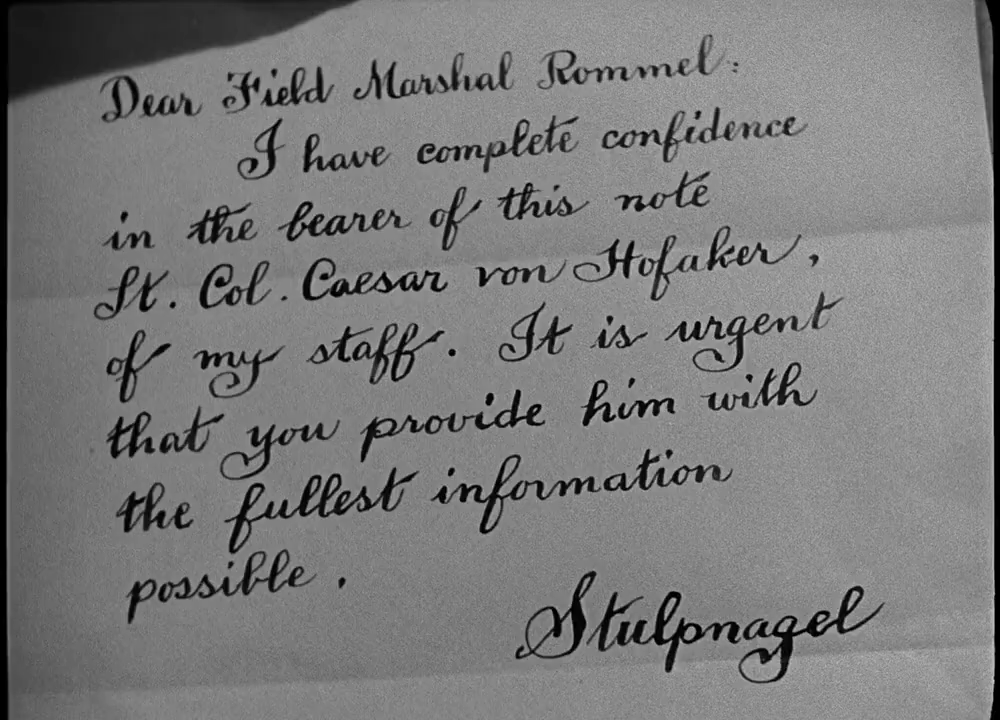 Dear Field Marshal Rommel:
I have complete confidence
in the bearer of this note
Lt. Col. Caesar von Hofaker,
of my staff. It is urgent
that you provide him with
the fullest information
possible.
Stulpnagel